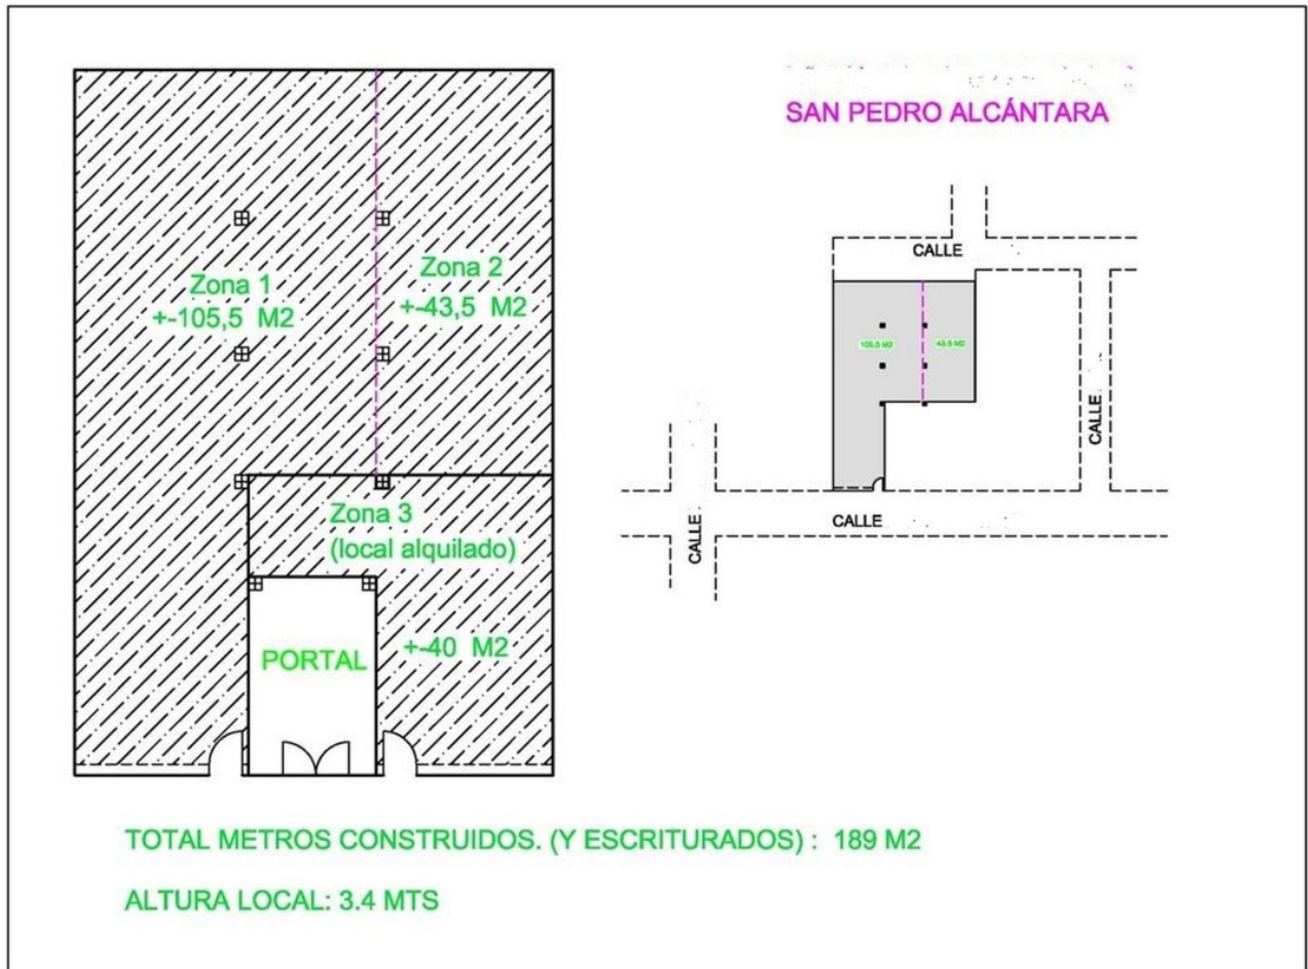 SAN PEDRO ALCÁNTARA
Zona 1
+-105,5 M2
Zona 2
+-43,5 M2
Zona 3
(local alquilado)
+-40 M2
PORTAL
CALLE
105,5 M2
43,5 M2
CALLE
CALLE
CALLE
TOTAL METROS CONSTRUIDOS. (Y ESCRITURADOS) : 189 M2
ALTURA LOCAL: 3.4 MTS